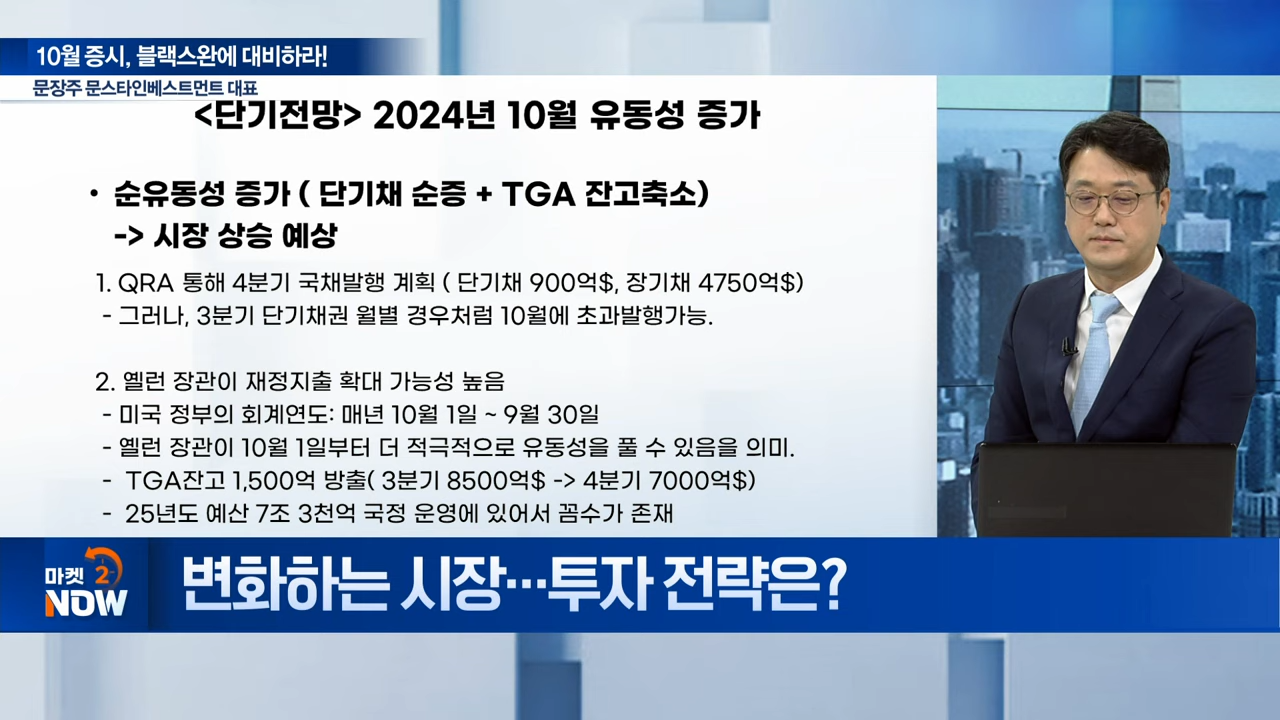 10월 증시, 블랙스완에 대비하라!
문장주 문스타인베스트먼트 대표
<단기전망> 2024년 10월 유동성 증가
• 순유동성 증가 ( 단기채 순증 + TGA 잔고축소)
-> 시장 상승 예상
1. QRA 통해 4분기 국채발행 계획 ( 단기채 900억$, 장기채 4750억$)
- 그러나, 3분기 단기채권 월별 경우처럼 10월에 초과발행가능.
2. 옐런 장관이 재정지출 확대 가능성 높음
- 미국 정부의 회계연도: 매년 10월 1일 ~ 9월 30일
- 옐런 장관이 10월 1일부터 더 적극적으로 유동성을 풀 수 있음을 의미.
- TGA잔고 1,500억 방출( 3분기 8500억$ -> 4분기 7000억$)
- 25년도 예산 7조 3천억 국정 운영에 있어서 꼼수가 존재
마켓 2
NOW
변화하는 시장…투자 전략은?